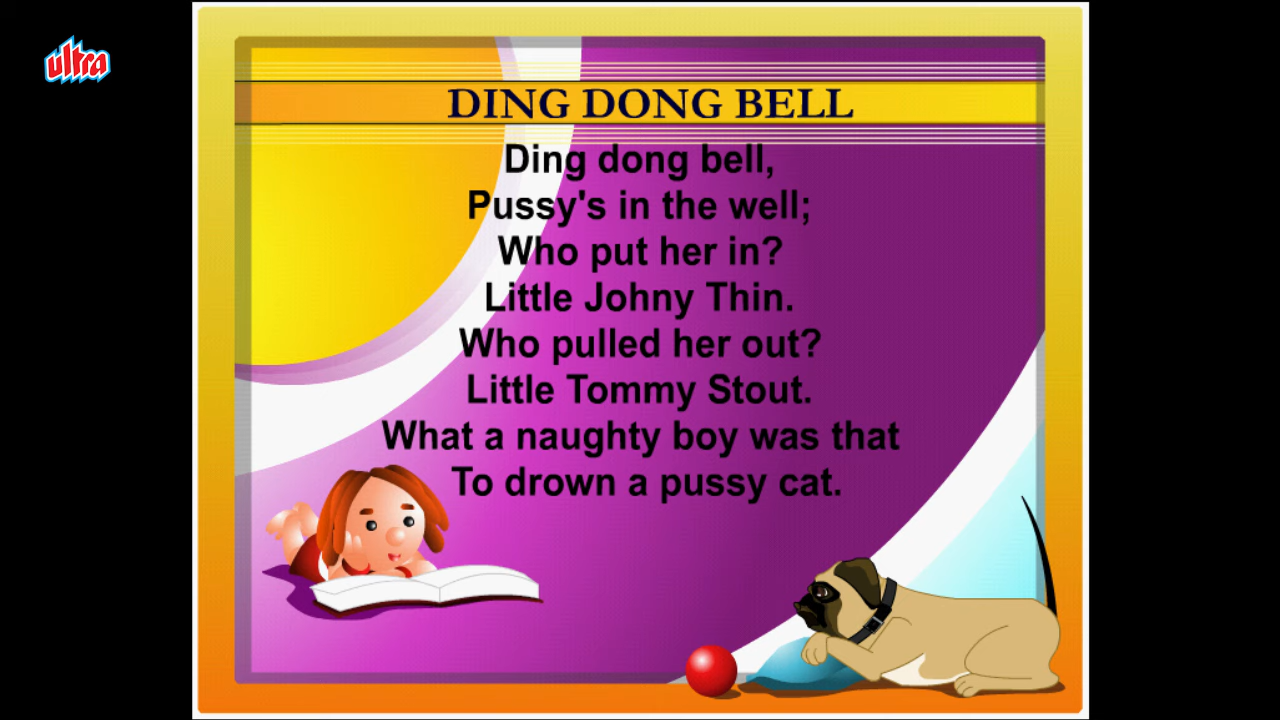 ultra
DING DONG BELL
Ding dong bell,
Pussy's in the well;
Who put her in?
Little Johny Thin.
Who pulled her out?
Little Tommy Stout.
What a naughty boy was that
To drown a pussy cat.